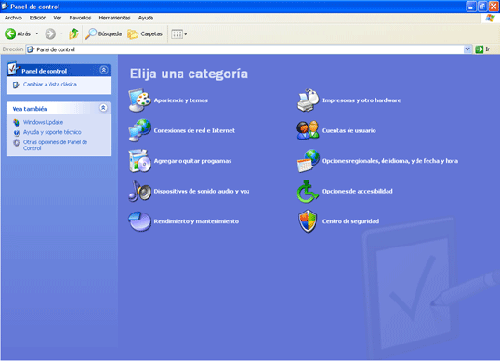 Panel de control
Archivo Edición Ver Favoritos Herramientas Ayuda
Atrás Búsqueda Carpetas
Dirección Panel de control Ir
Panel de control
Cambiar a Vista clásica
Vea también
Windows Update
Ayuda y soporte técnico
Otras opciones de Panel de
Control
Elija una categoría
Apariencia y temas
Impresoras y otro hardware
Conexiones de red e Internet
Cuentas de usuario
Agregar o quitar programas
Opciones regionales, de idioma, y de fecha y hora
Dispositivos de sonido audio y voz
Opciones de accesibilidad
Rendimiento y mantenimiento
Centro de seguridad